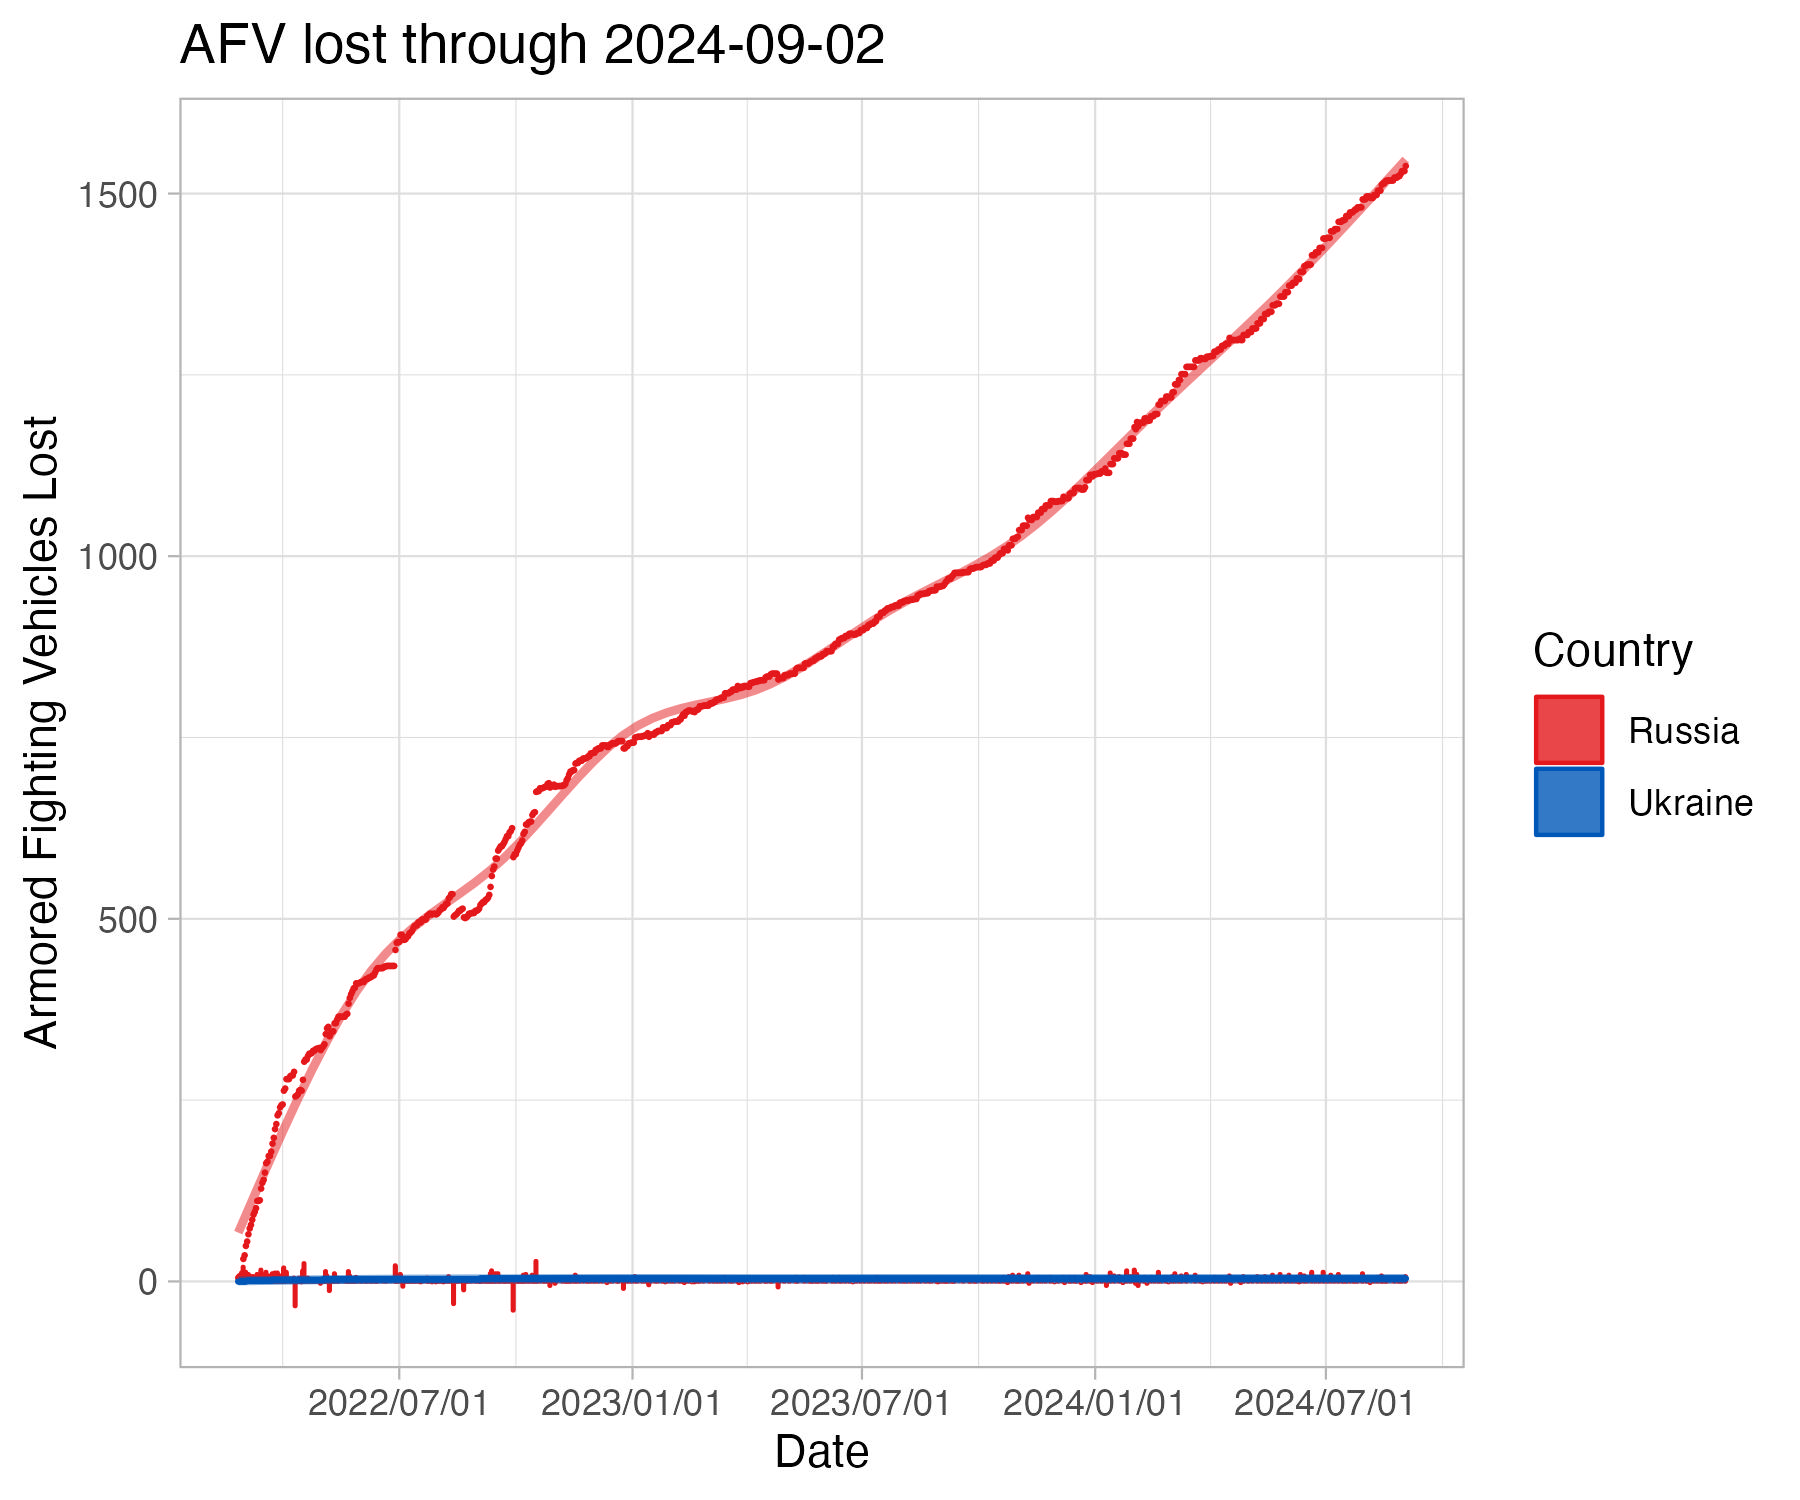 AFV lost through 2024-09-02
Armored Fighting Vehicles Lost
1500
1000
500
0
2022/07/01
2023/01/01
2023/07/01
2024/01/01
2024/07/01
Date
Country
Russia
Ukraine